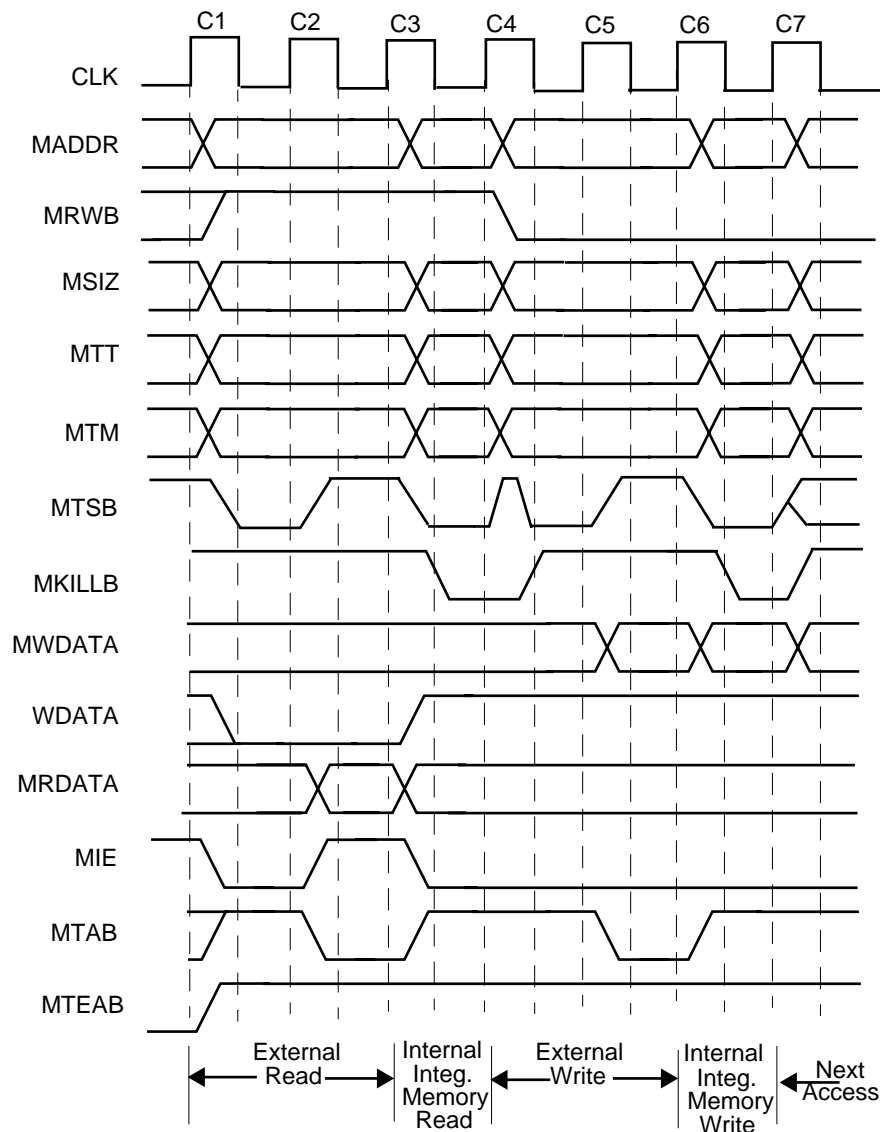 C1 C2 C3 C4 C5 C6 C7
CLK
MADDR
MRWB
MSIZ
MTT
MTM
MTSB
MKILLB
MWDATA
WDATA
MRDATA
MIE
MTAB
MTEAB
External
Read
Internal
Integ.
Memory
Read
External
Write
Internal
Integ.
Memory
Write
Next
Access